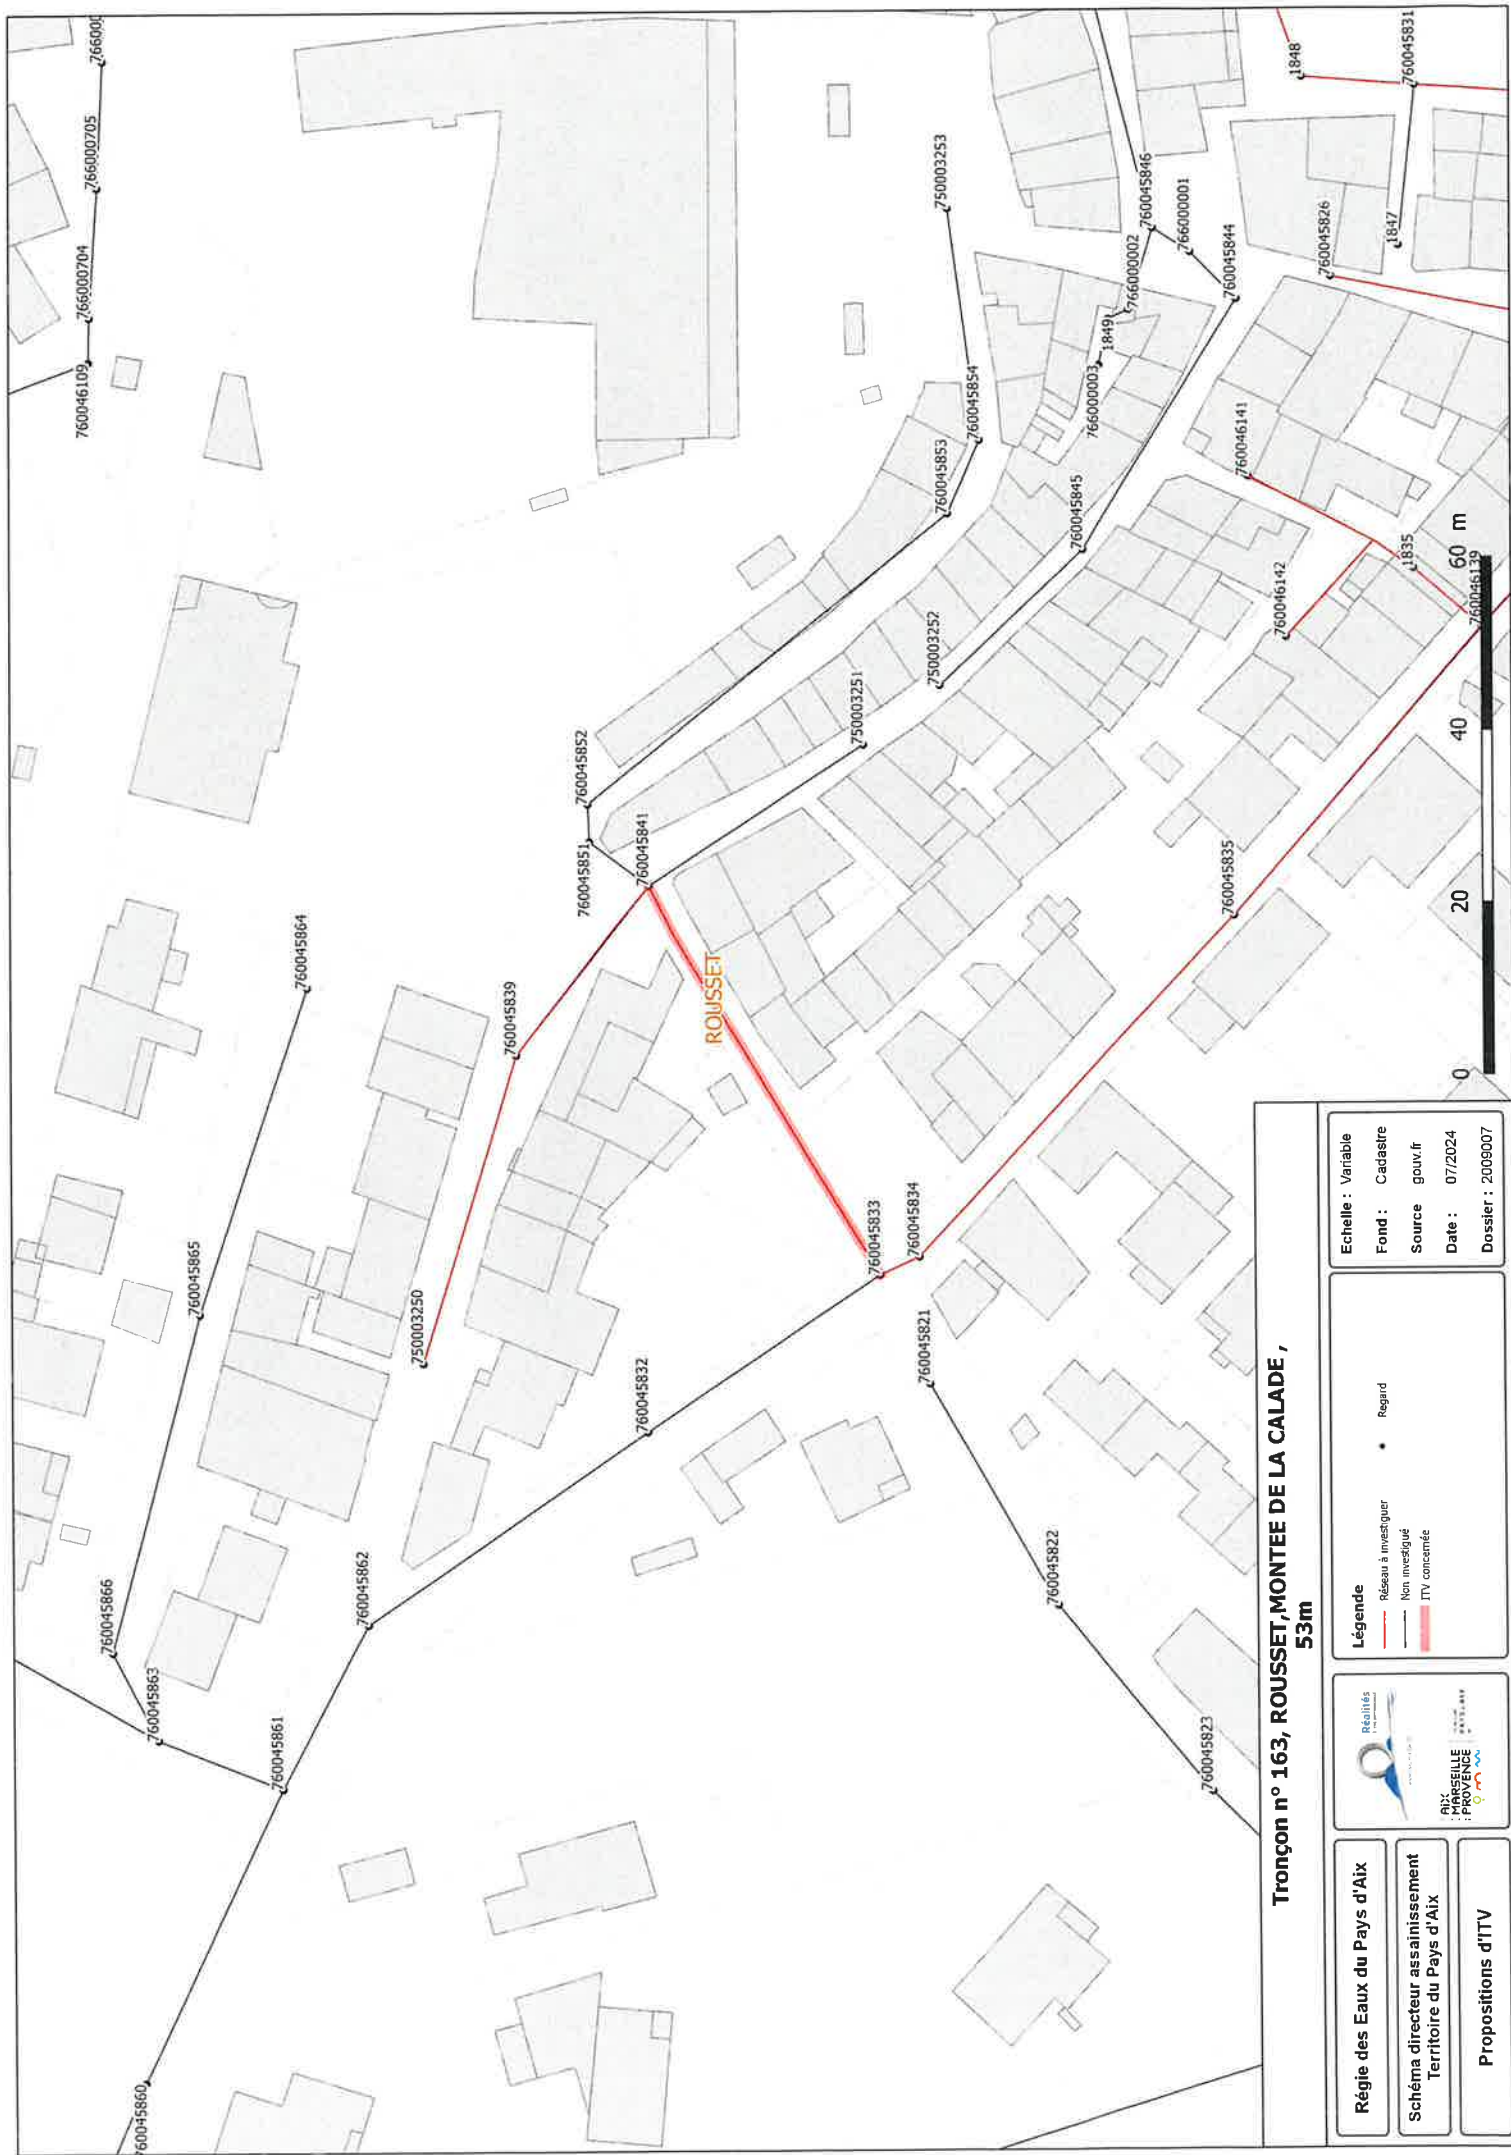 760045860
760045861
760045863
760045866
760045862
760045865
760045864
750003250
760045832
760045839
760045833
760045834
760045821
760045822
760045823
ROUSSET
760045841
760045851
760045852
750003251
750003252
760045845
760045853
760045854
750003253
760046109
766000704
766000705
76600
766000003
1849
766000002
760045846
766000001
760045844
760045826
1847
1848
760045831
760046141
760046142
1835
760046139
760045835
0 20 40 60 m
Tronçon n° 163, ROUSSET,MONTEE DE LA CALADE ,
53m
Régie des Eaux du Pays d'Aix
Schéma directeur assainissement
Territoire du Pays d'Aix
Propositions d'ITV
Réalités
AIX
MARSEILLE
PROVENCE
Légende
Réseau à investiguer
Non investigué
ITV concernée
Regard
Echelle : Variable
Fond : Cadastre
Source gouv.fr
Date : 07/2024
Dossier : 2009007